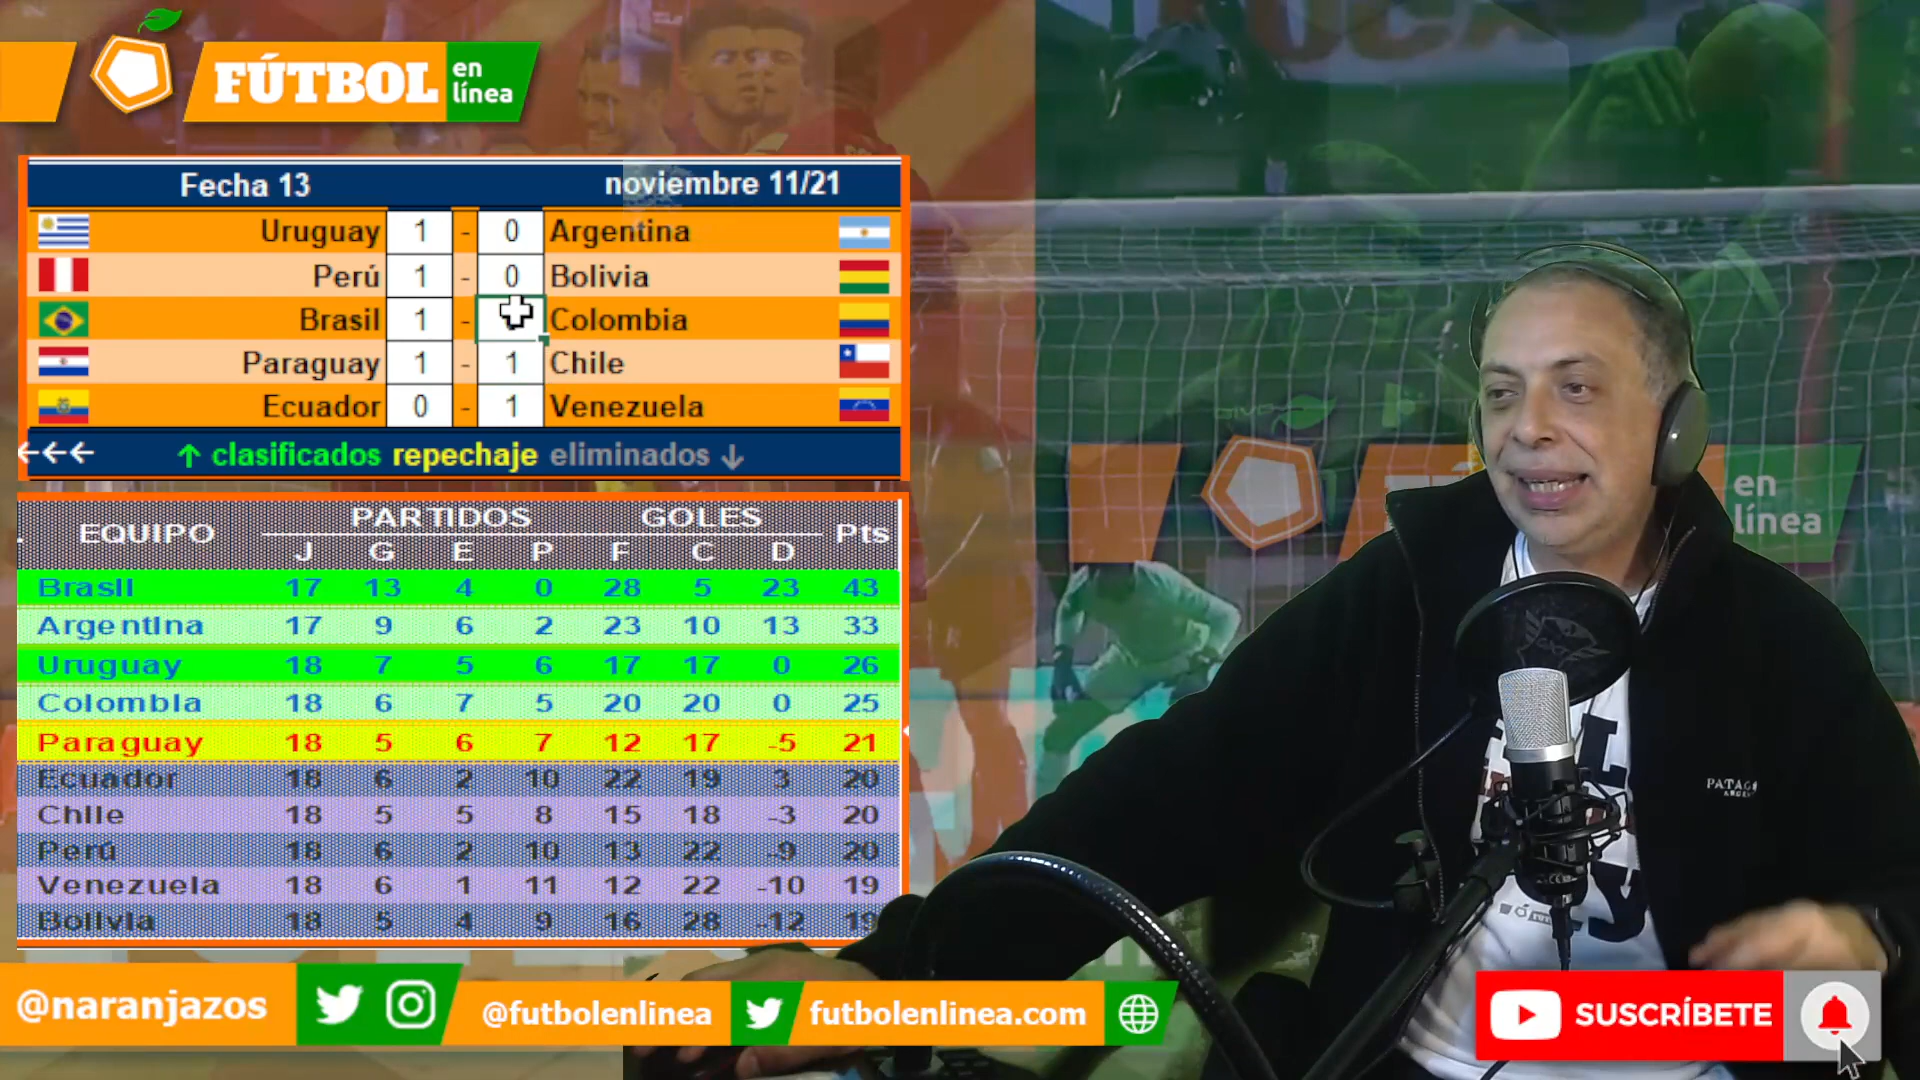 FÚTBOL en línea
Fecha 13 noviembre 11/21
Uruguay 1 - 0 Argentina
Perú 1 - 0 Bolivia
Brasil 1 - Colombia
Paraguay 1 - 1 Chile
Ecuador 0 - 1 Venezuela
←←← ↑ clasificados repechaje eliminados ↓
EQUIPO PARTIDOS GOLES Pts
J G E P F C D
Brasil 17 13 4 0 28 5 23 43
Argentina 17 9 6 2 23 10 13 33
Uruguay 18 7 5 6 17 17 0 26
Colombia 18 6 7 5 20 20 0 25
Paraguay 18 5 6 7 12 17 -5 21
Ecuador 18 6 2 10 22 19 3 20
Chile 18 5 5 8 15 18 -3 20
Perú 18 6 2 10 13 22 -9 20
Venezuela 18 6 1 11 12 22 -10 19
Bolivia 18 5 4 9 16 28 -12 19
en línea
@naranjazos @futbolenlinea futbolenlinea.com
SUSCRÍBETE